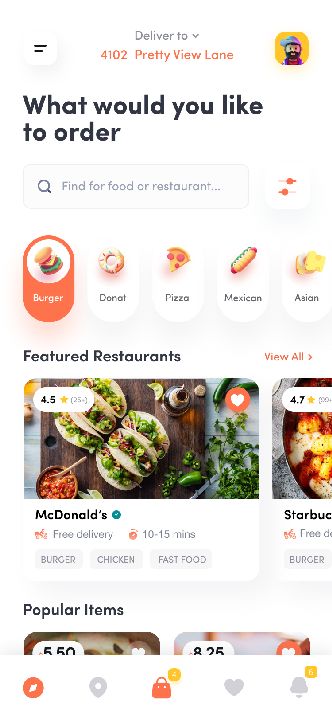 Deliver to
4102 Pretty View Lane
What would you like
to order
Find for food or restaurant...
Burger
Donat
Pizza
Mexican
Asian
Featured Restaurants
View All
4.5 (25+)
4.7
McDonald's
Starbuc
Free delivery
10-15 mins
Free de
BURGER
CHICKEN
FAST FOOD
BURGER
Popular Items
5.50
8.25
4
6